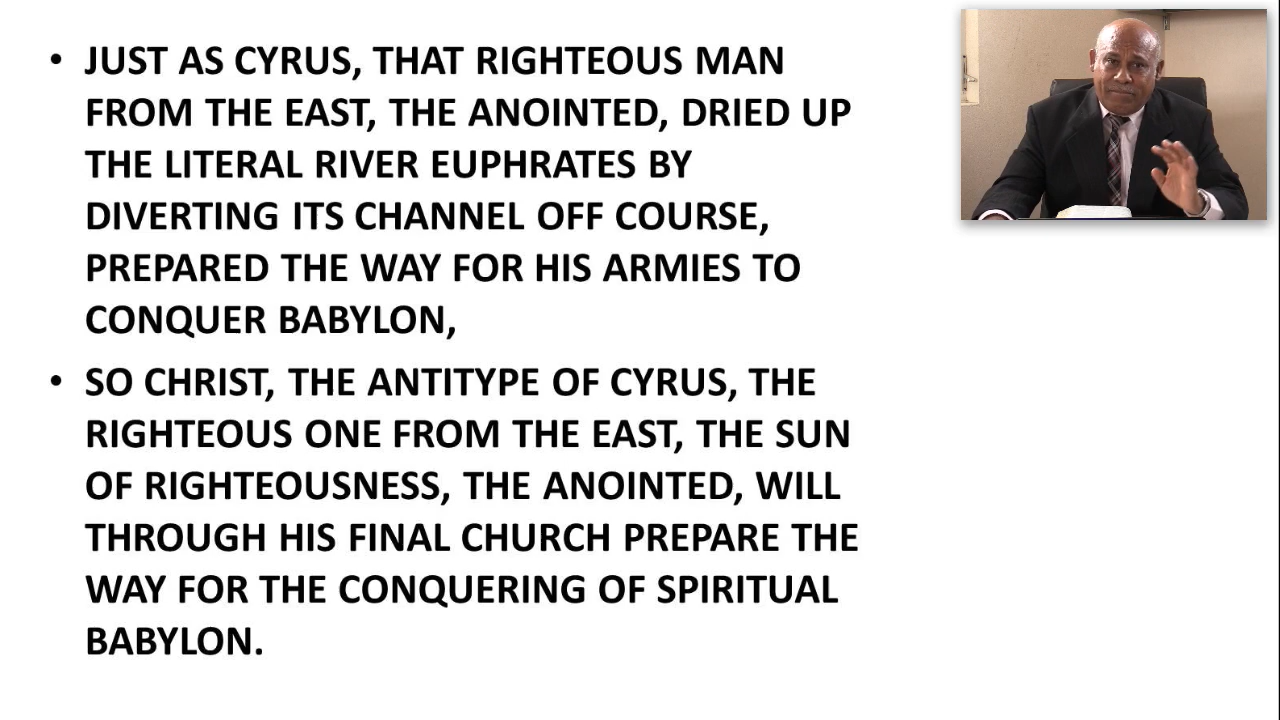 • JUST AS CYRUS, THAT RIGHTEOUS MAN
FROM THE EAST, THE ANOINTED, DRIED UP
THE LITERAL RIVER EUPHRATES BY
DIVERTING ITS CHANNEL OFF COURSE,
PREPARED THE WAY FOR HIS ARMIES TO
CONQUER BABYLON,
• SO CHRIST, THE ANTITYPE OF CYRUS, THE
RIGHTEOUS ONE FROM THE EAST, THE SUN
OF RIGHTEOUSNESS, THE ANOINTED, WILL
THROUGH HIS FINAL CHURCH PREPARE THE
WAY FOR THE CONQUERING OF SPIRITUAL
BABYLON.